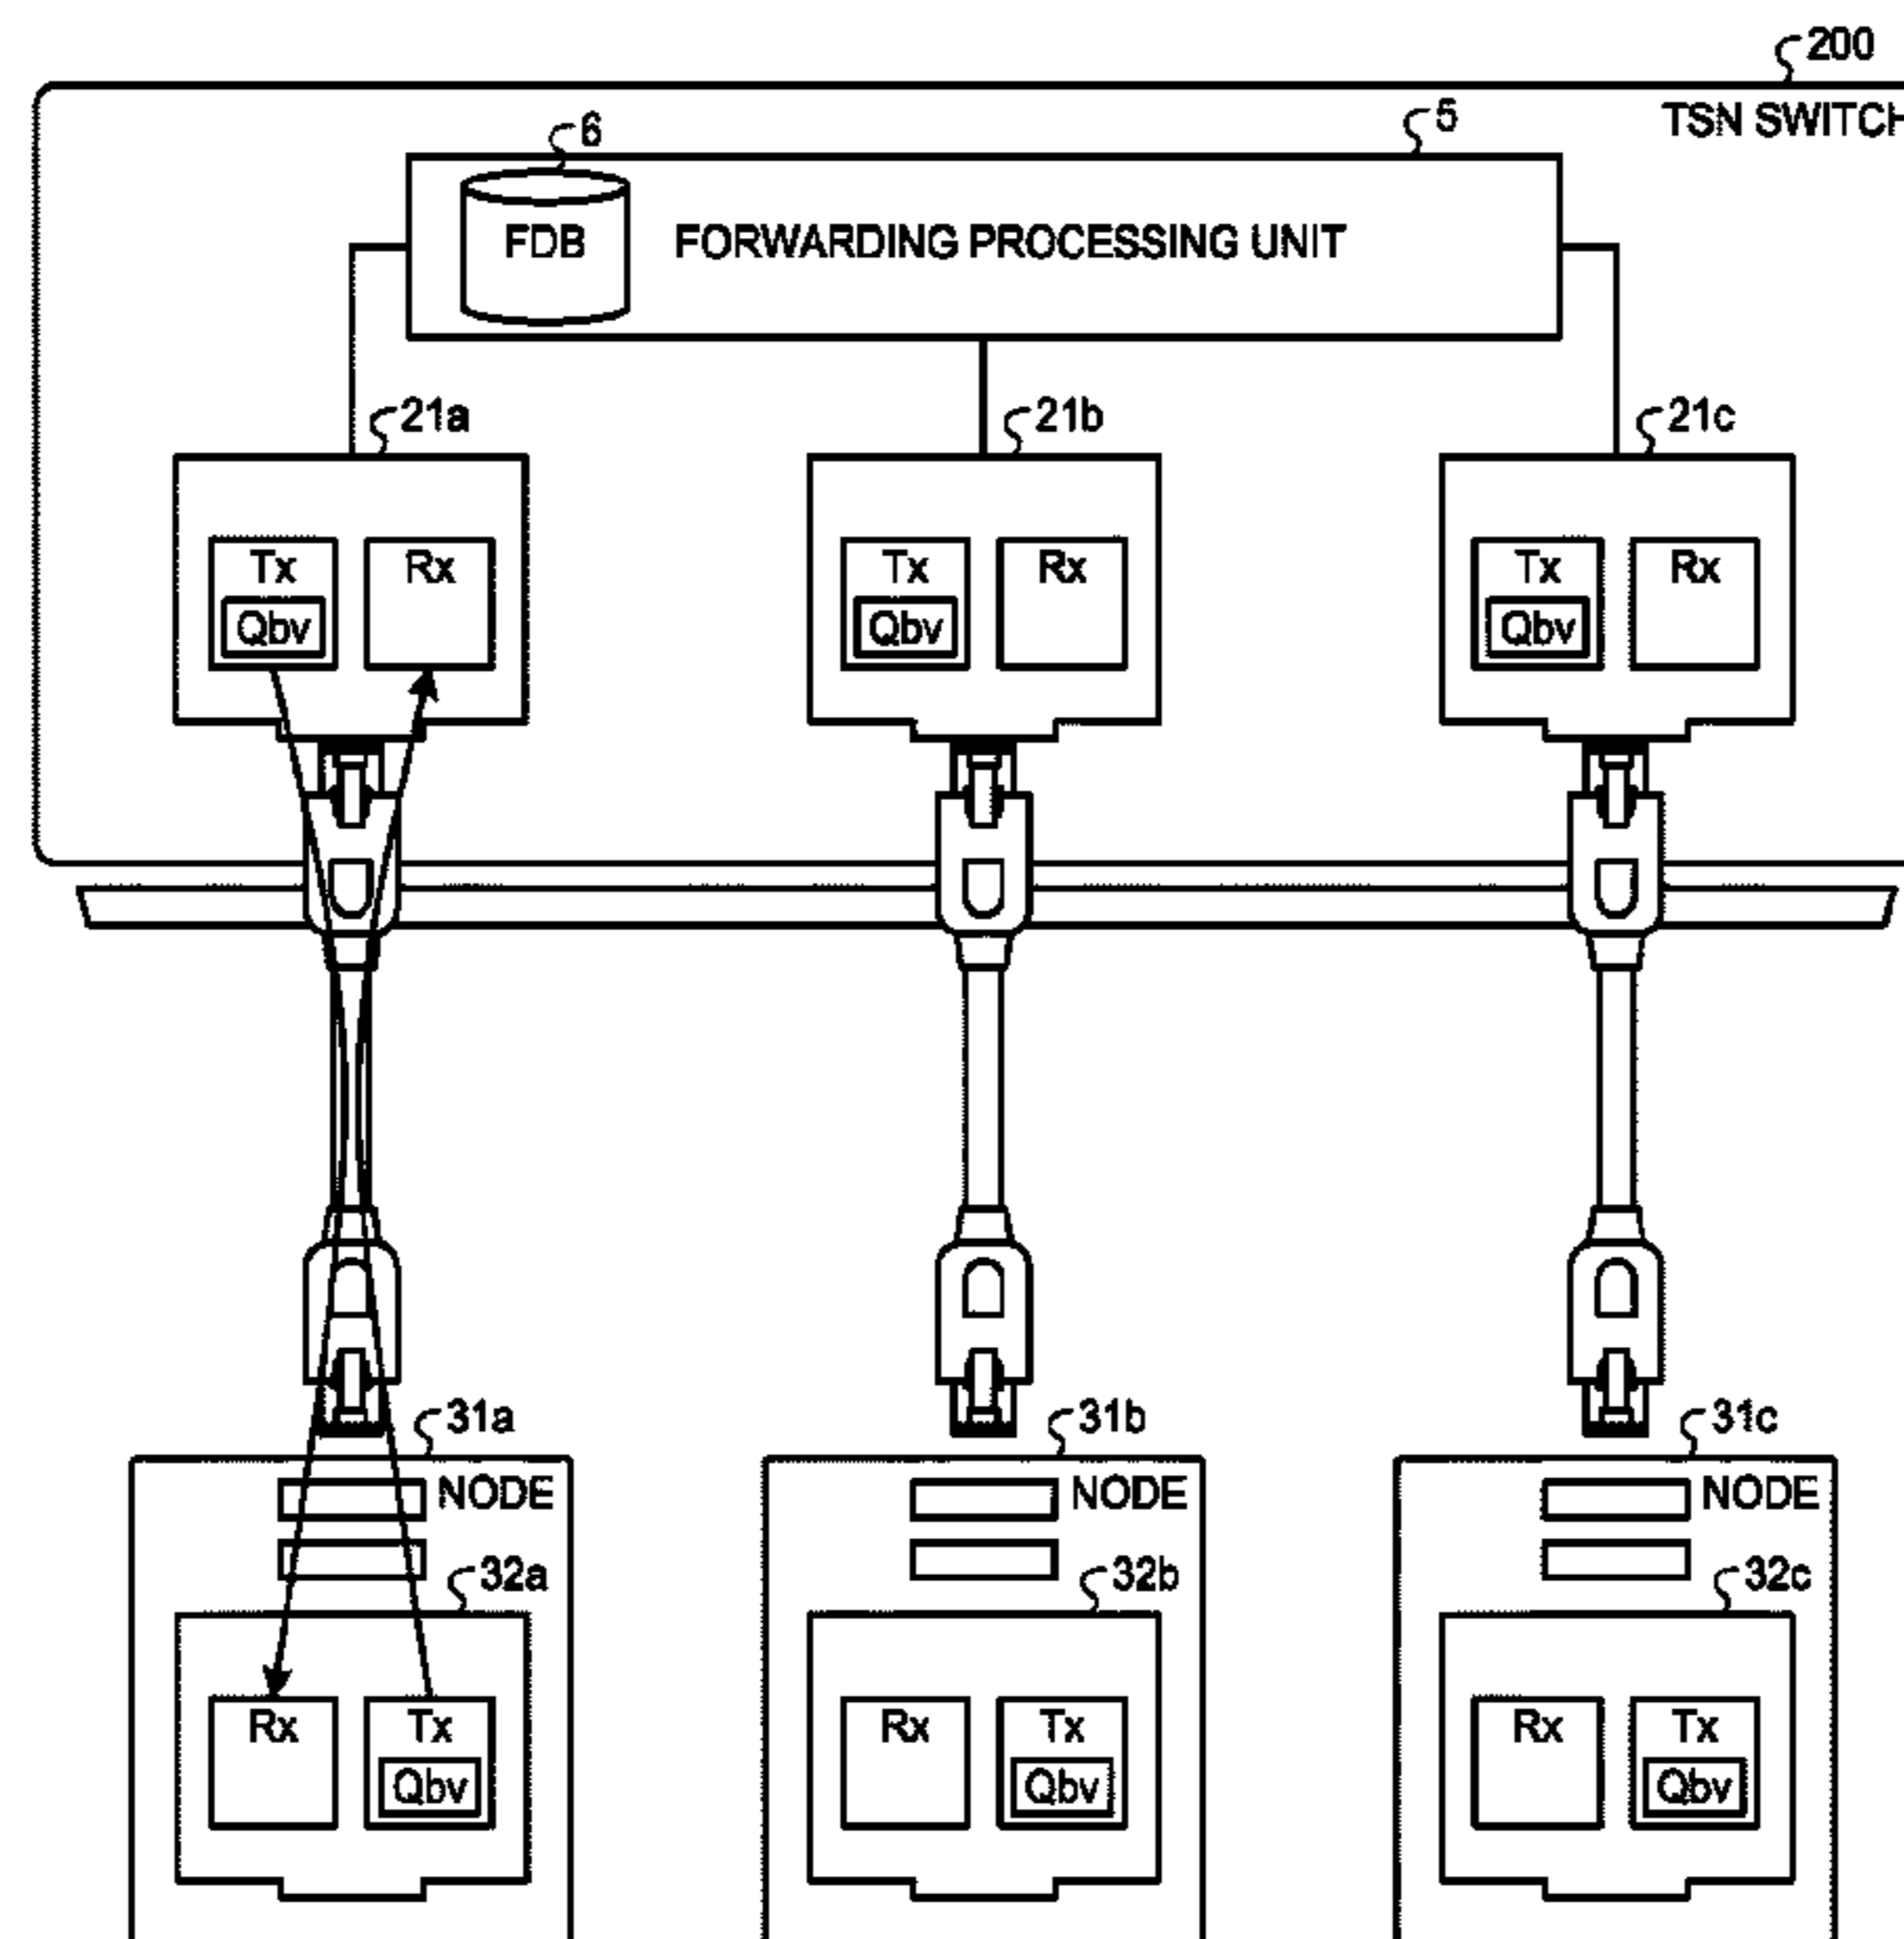 200
TSN SWITCH
6
5
FDB
FORWARDING PROCESSING UNIT
21a
21b
21c
Tx
Rx
Tx
Rx
Tx
Rx
Qbv
Qbv
Qbv
31a
31b
31c
NODE
NODE
NODE
32a
32b
32c
Rx
Tx
Rx
Tx
Rx
Tx
Qbv
Qbv
Qbv